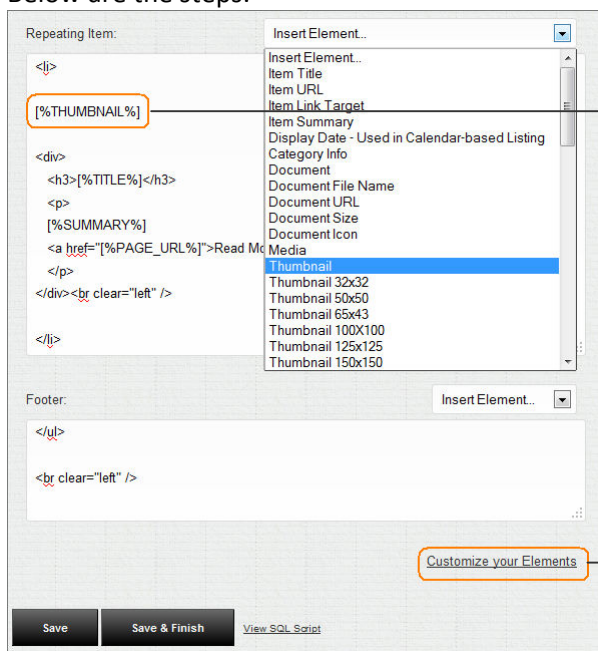 Below are the steps:
Repeating Item:
Insert Element...
<li>
[%THUMBNAIL%]
<div>
<h3>[%TITLE%]</h3>
<p>
[%SUMMARY%]
<a href="[%PAGE_URL%]">Read Mo
</p>
</div><br clear="left" />
</li>
Insert Element...
Item Title
Item URL
Item Link Target
Item Summary
Display Date - Used in Calendar-based Listing
Category Info
Document
Document File Name
Document URL
Document Size
Document Icon
Media
Thumbnail
Thumbnail 32x32
Thumbnail 50x50
Thumbnail 65x43
Thumbnail 100X100
Thumbnail 125x125
Thumbnail 150x150
Footer:
Insert Element...
</ul>
<br clear="left" />
Customize your Elements
Save
Save & Finish
View SQL Script